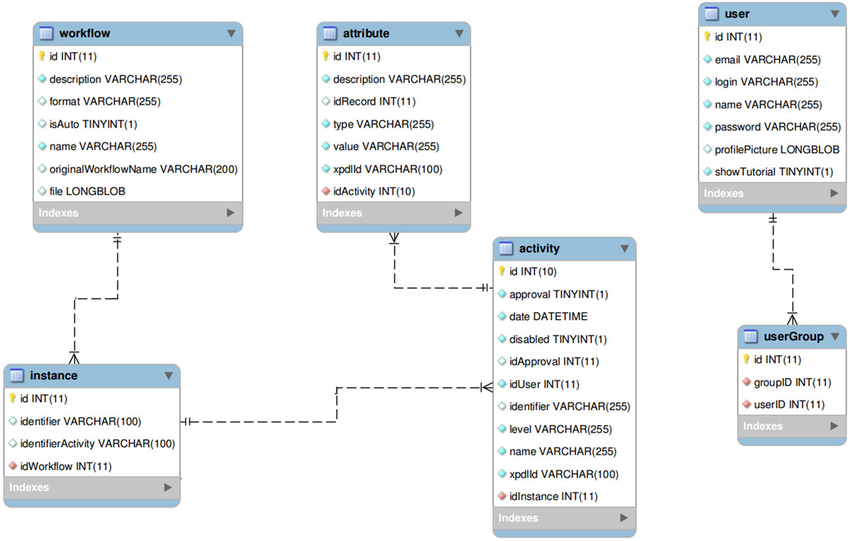 workflow
id INT(11)
description VARCHAR(255)
format VARCHAR(255)
isAuto TINYINT(1)
name VARCHAR(255)
originalWorkflowName VARCHAR(200)
file LONGBLOB
Indexes
attribute
id INT(11)
description VARCHAR(255)
idRecord INT(11)
type VARCHAR(255)
value VARCHAR(255)
xpdlId VARCHAR(100)
idActivity INT(10)
Indexes
user
id INT(11)
email VARCHAR(255)
login VARCHAR(255)
name VARCHAR(255)
password VARCHAR(255)
profilePicture LONGBLOB
showTutorial TINYINT(1)
Indexes
instance
id INT(11)
identifier VARCHAR(100)
identifierActivity VARCHAR(100)
idWorkflow INT(11)
Indexes
activity
id INT(10)
approval TINYINT(1)
date DATETIME
disabled TINYINT(1)
idApproval INT(11)
idUser INT(11)
identifier VARCHAR(255)
level VARCHAR(255)
name VARCHAR(255)
xpdlId VARCHAR(100)
idInstance INT(11)
Indexes
userGroup
id INT(11)
groupID INT(11)
userID INT(11)
Indexes